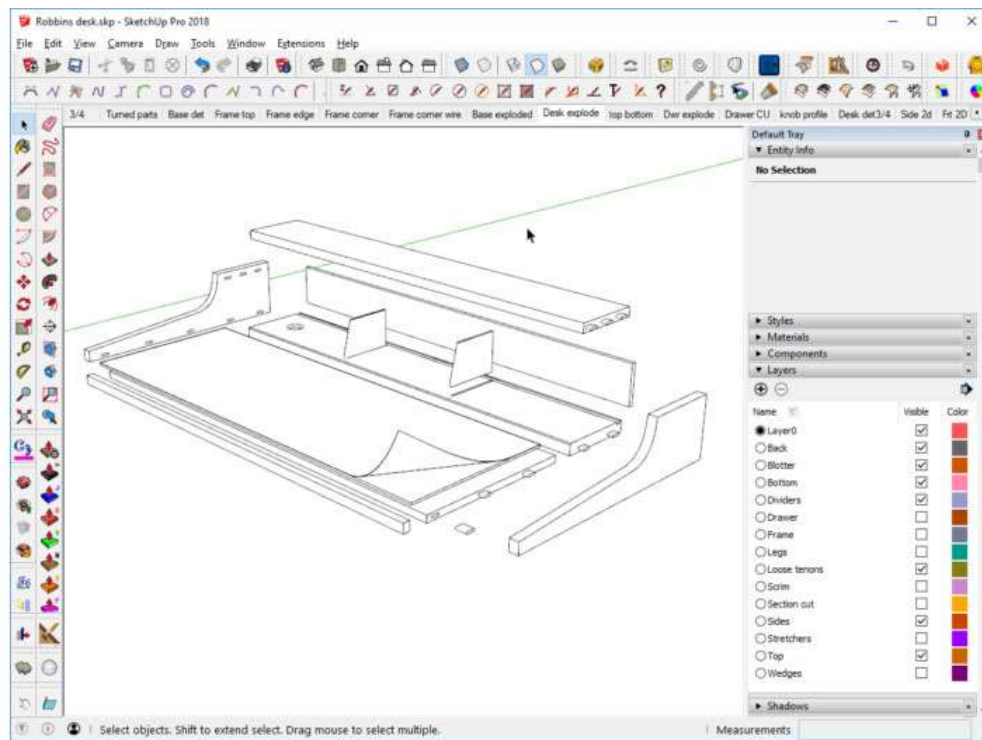 Robbins desk.skp - SketchUp Pro 2018
File Edit View Camera Draw Tools Window Extensions Help
3/4 Turned parts Base det Frame top Frame edge Frame corner Frame corner wire Base exploded Desk explode top bottom Dwr explode Drawer CU knob profile Desk det3/4 Side 2d Frt 2D
Default Tray
Entity Info
No Selection
Styles
Materials
Components
Layers
Name Visible Color
Layer0
Back
Blotter
Bottom
Dividers
Drawer
Frame
Legs
Loose tenons
Scrim
Section cut
Sides
Stretchers
Top
Wedges
Shadows
Select objects. Shift to extend select. Drag mouse to select multiple.
Measurements